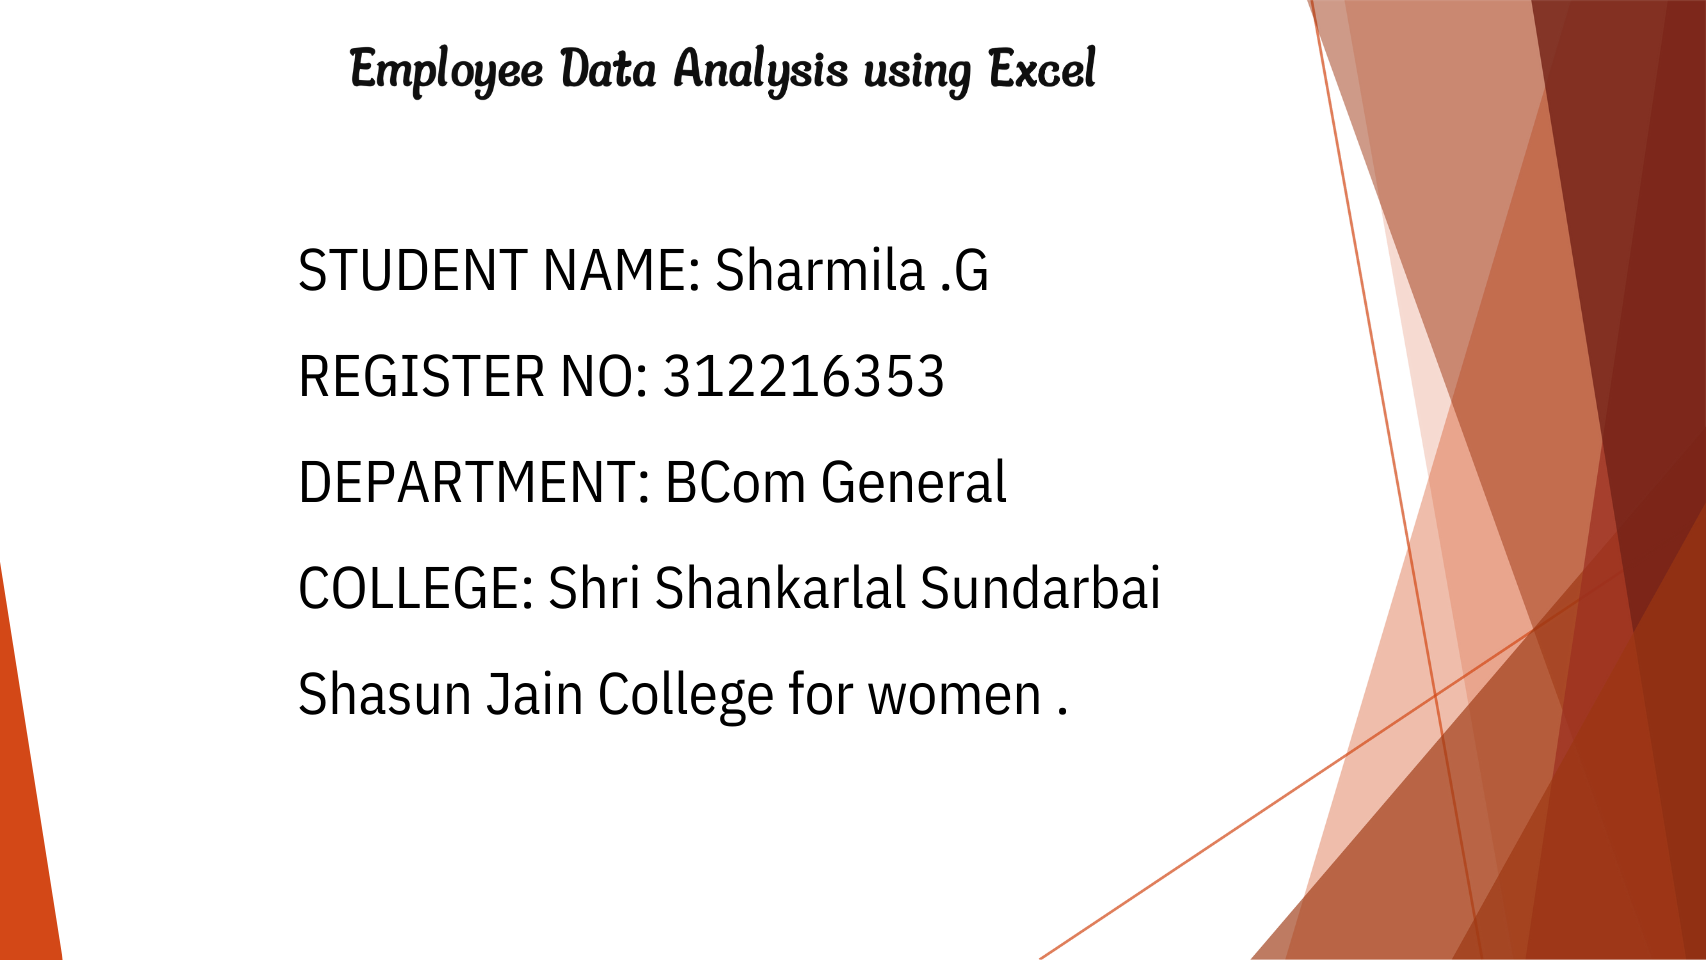 Employee Data Analysis using Excel
STUDENT NAME: Sharmila .G
REGISTER NO: 312216353
DEPARTMENT: BCom General
COLLEGE: Shri Shankarlal Sundarbai
Shasun Jain College for women .